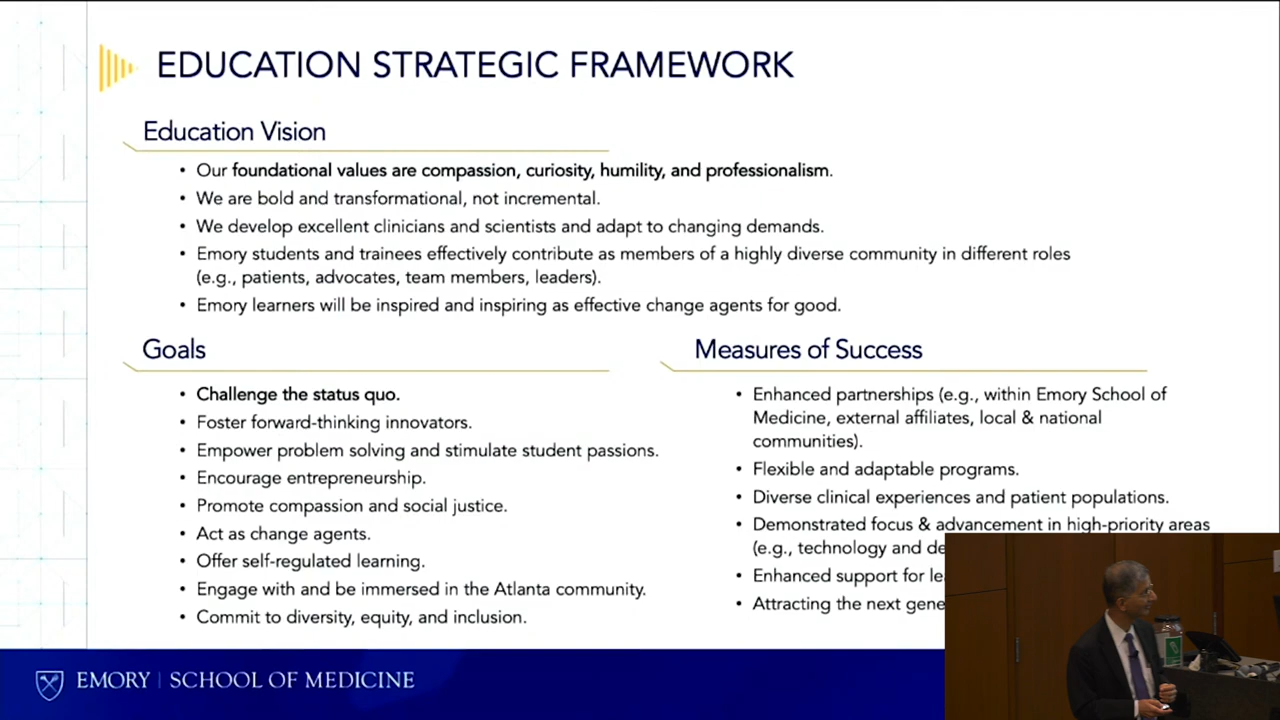 EDUCATION STRATEGIC FRAMEWORK
Education Vision
• Our foundational values are compassion, curiosity, humility, and professionalism.
• We are bold and transformational, not incremental.
• We develop excellent clinicians and scientists and adapt to changing demands.
• Emory students and trainees effectively contribute as members of a highly diverse community in different roles
(e.g., patients, advocates, team members, leaders).
• Emory learners will be inspired and inspiring as effective change agents for good.
Goals
• Challenge the status quo.
• Foster forward-thinking innovators.
• Empower problem solving and stimulate student passions.
• Encourage entrepreneurship.
• Promote compassion and social justice.
• Act as change agents.
• Offer self-regulated learning.
• Engage with and be immersed in the Atlanta community.
• Commit to diversity, equity, and inclusion.
Measures of Success
• Enhanced partnerships (e.g., within Emory School of
Medicine, external affiliates, local & national
communities).
• Flexible and adaptable programs.
• Diverse clinical experiences and patient populations.
• Demonstrated focus & advancement in high-priority areas
(e.g., technology and
• Enhanced support for
• Attracting the next
EMORY | SCHOOL OF MEDICINE